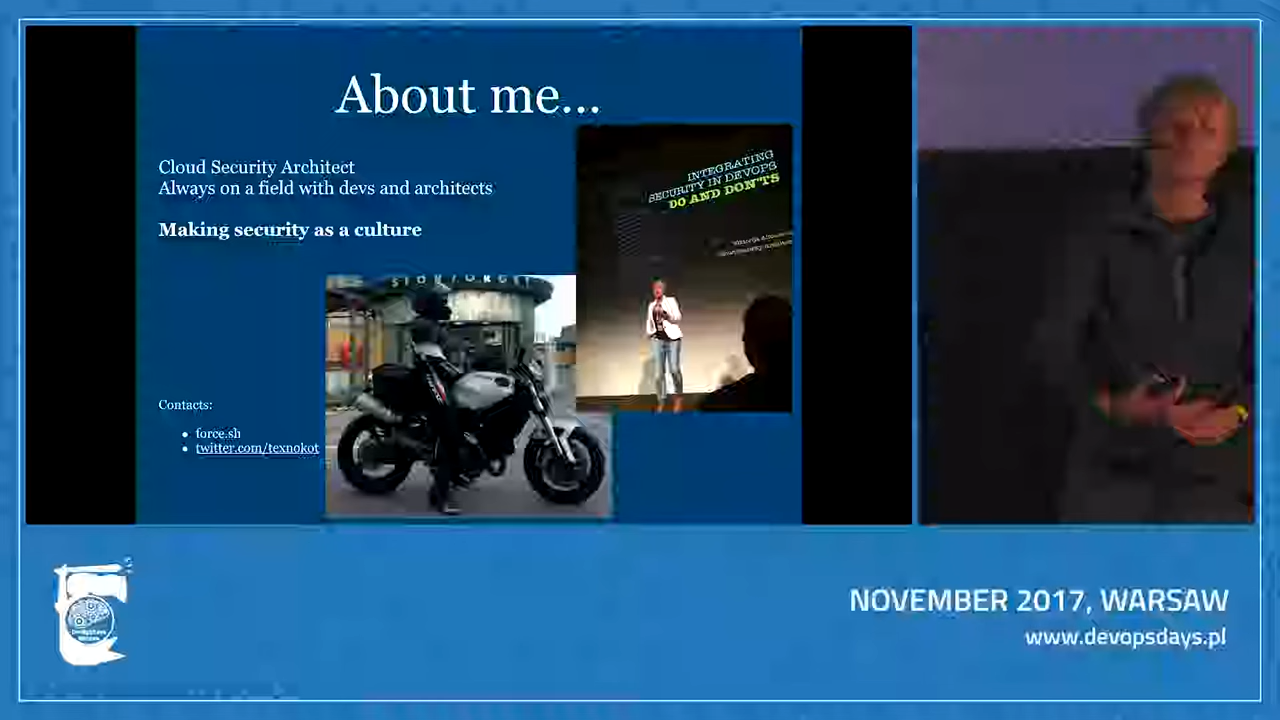 About me...
Cloud Security Architect
Always on a field with devs and architects
Making security as a culture
INTEGRATING
SECURITY IN DEVOPS
DO AND DON'TS
Contacts:
force.sh
twitter.com/texnokot
NOVEMBER 2017, WARSAW
www.devopsdays.pl